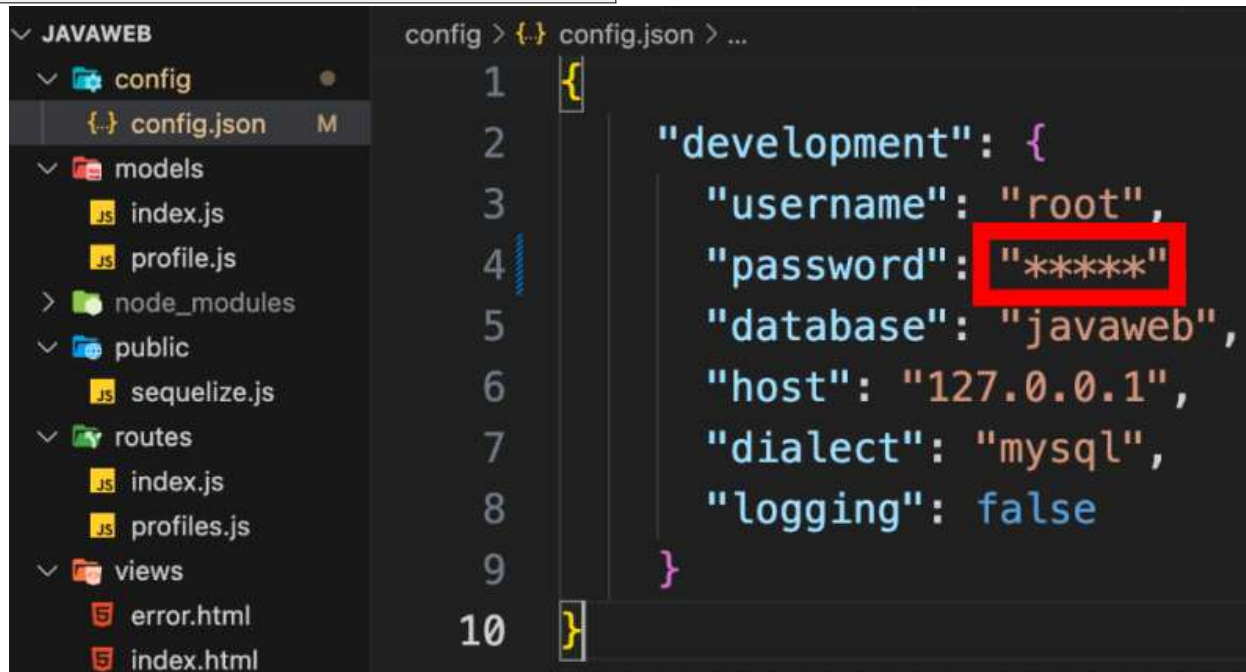 JAVAWEB
config
config.json M
models
index.js
profile.js
node_modules
public
sequelize.js
routes
index.js
profiles.js
views
error.html
index.html
config > {..} config.json > ...
1 {
2 "development": {
3 "username": "root",
4 "password": "*****"
5 "database": "javaweb",
6 "host": "127.0.0.1",
7 "dialect": "mysql",
8 "logging": false
9 }
10 }